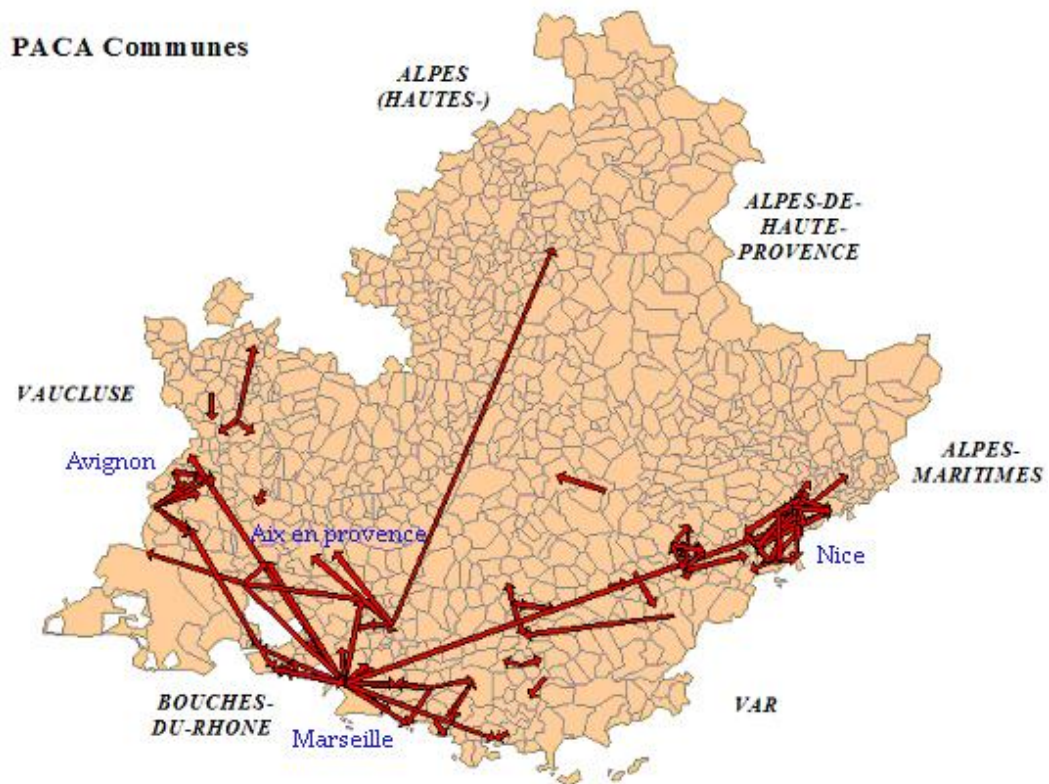 PACA Communes
ALPES
(HAUTES-)
ALPES-DE-
HAUTE-
PROVENCE
VAUCLUSE
Avignon
ALPES-
MARITIMES
Aix en provence
Nice
BOUCHES-
DU-RHONE
VAR
Marseille